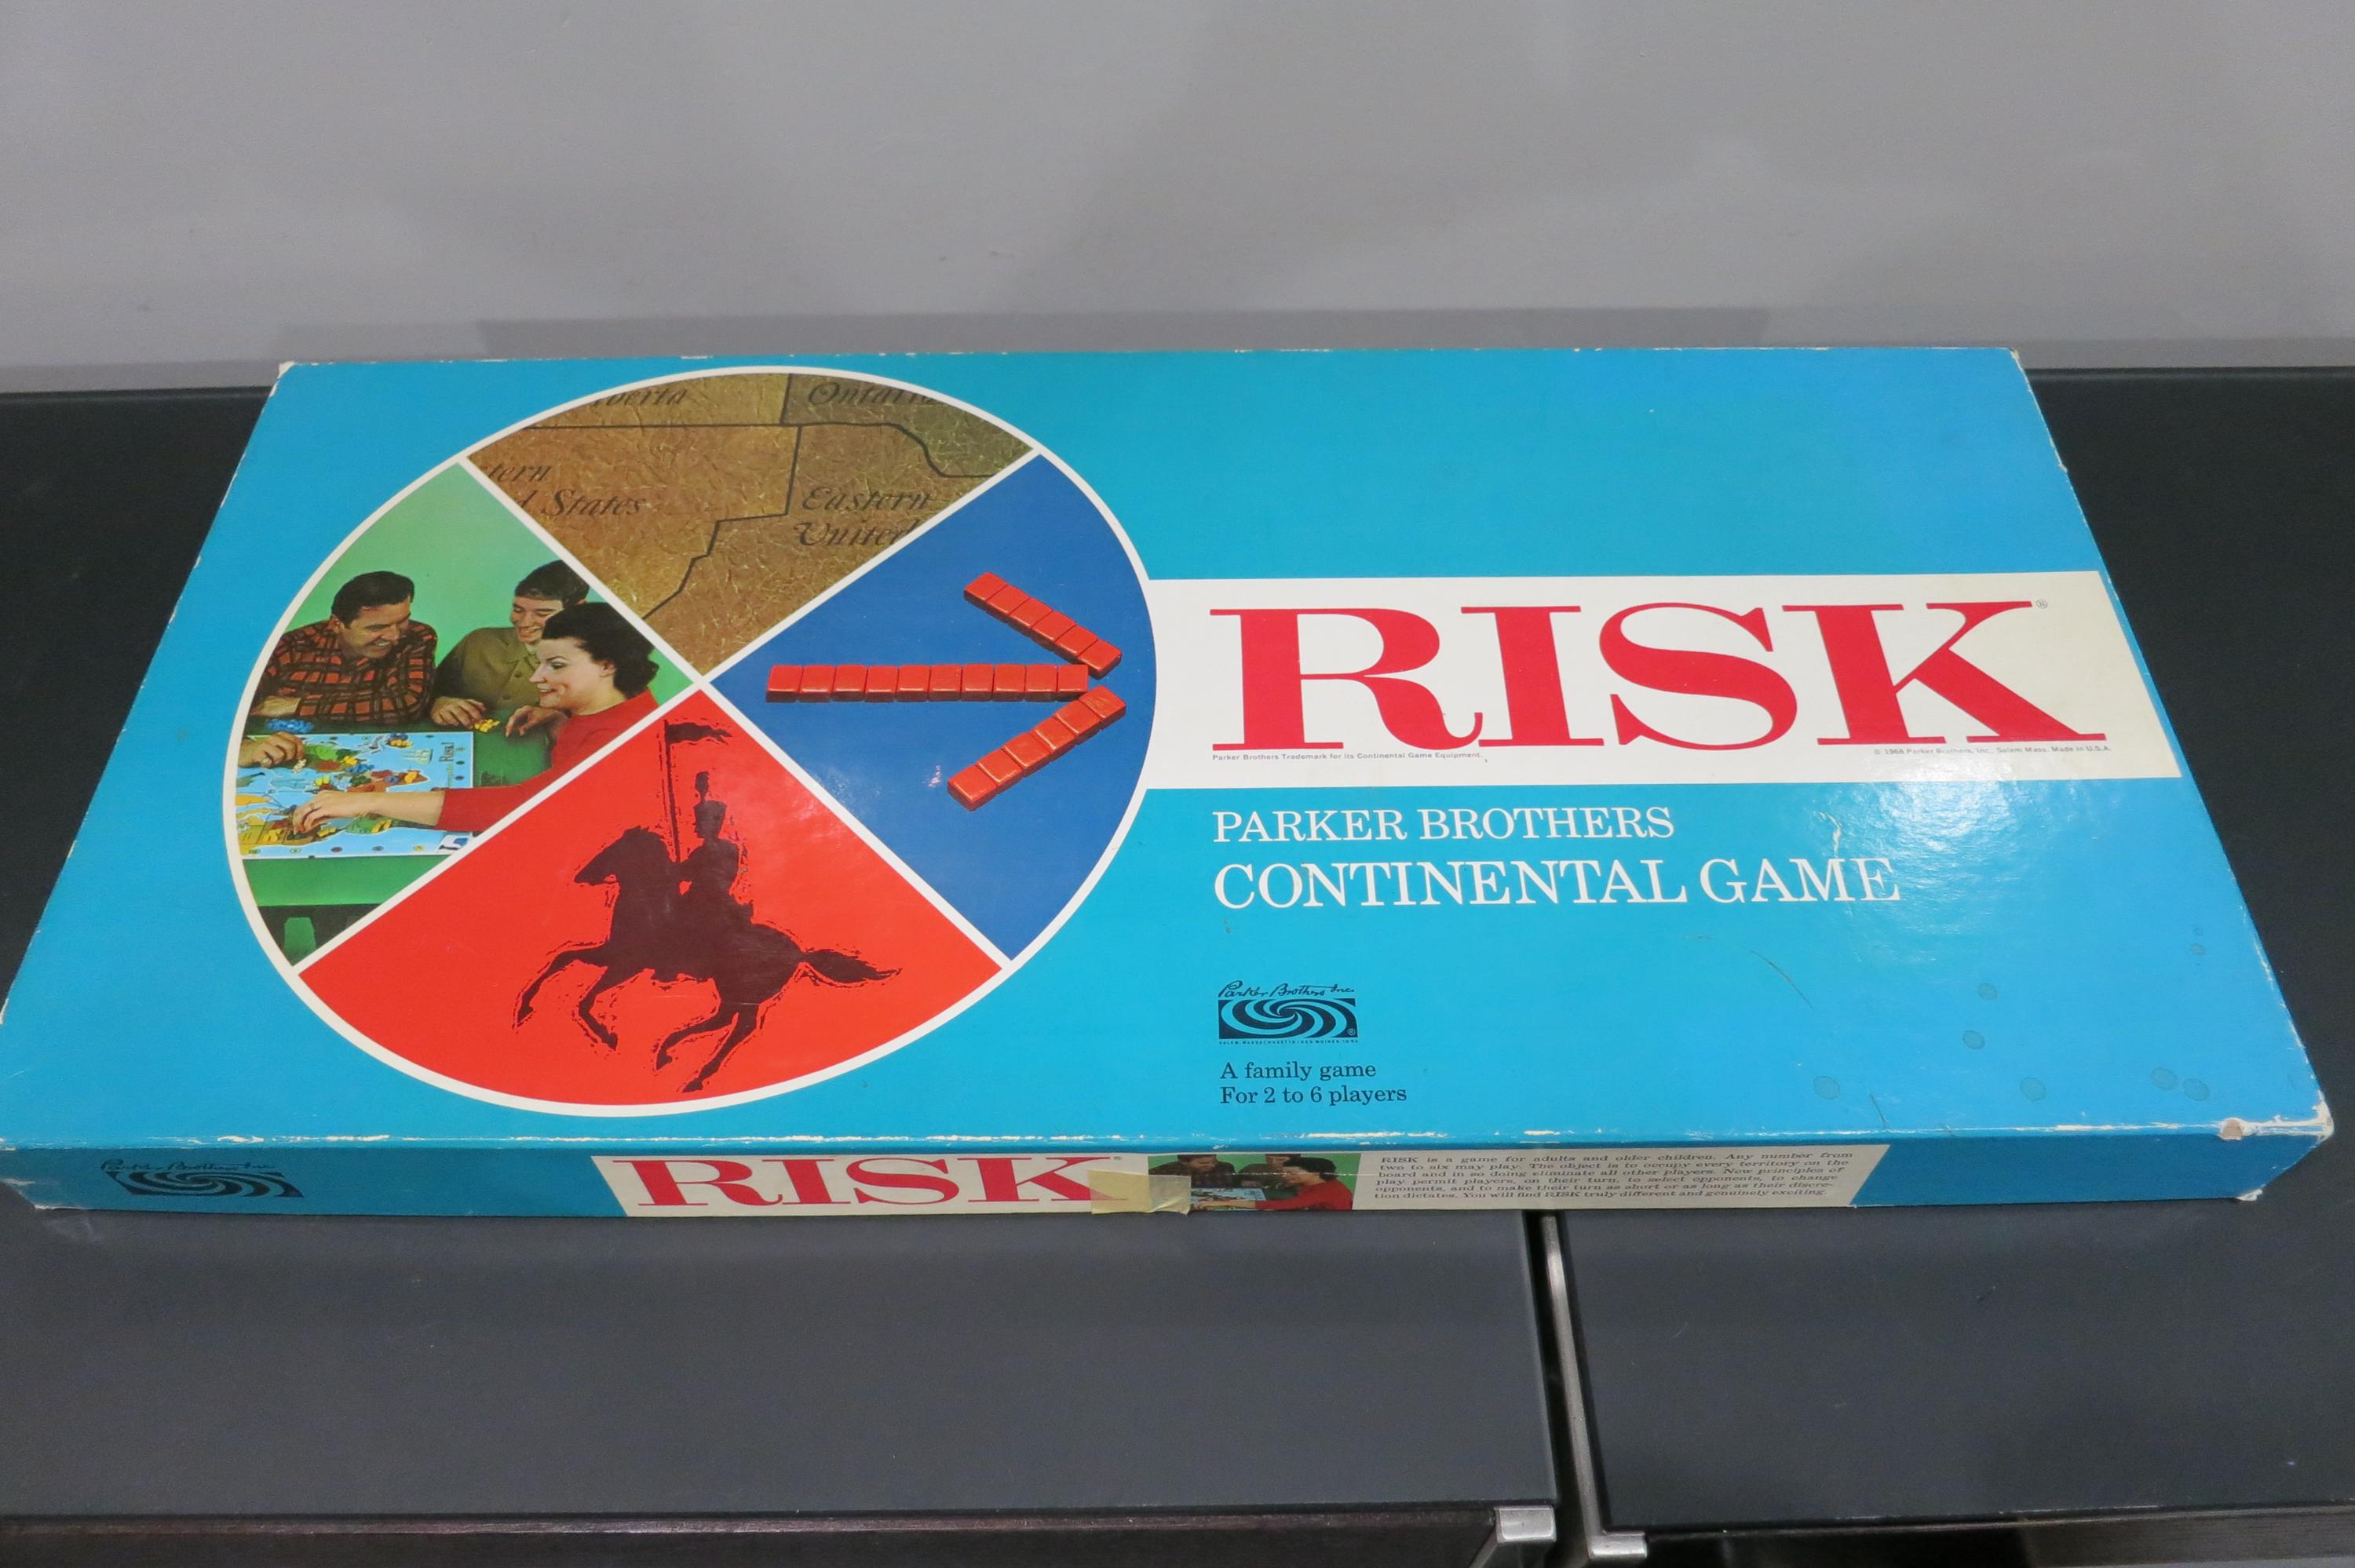 berta
Ontari
tern
d States
Eastern
United
Risk
RISK®
Parker Brothers Trademark for its Continental Game Equipment.
© 1968 Parker Brothers, Inc., Salem Mass. Made in U.S.A.
PARKER BROTHERS
CONTINENTAL GAME
Parker Brothers Inc.
A family game
For 2 to 6 players
Parker Brothers Inc.
RISK®
RISK is a game for adults and older children. Any number from
two to six may play. The object is to occupy every territory on the
board and in so doing eliminate all other players. New principles of
play permit players, on their turn, to select opponents, to change
opponents, and to make their turn as short or as long as their discre-
tion dictates. You will find RISK truly different and genuinely exciting.